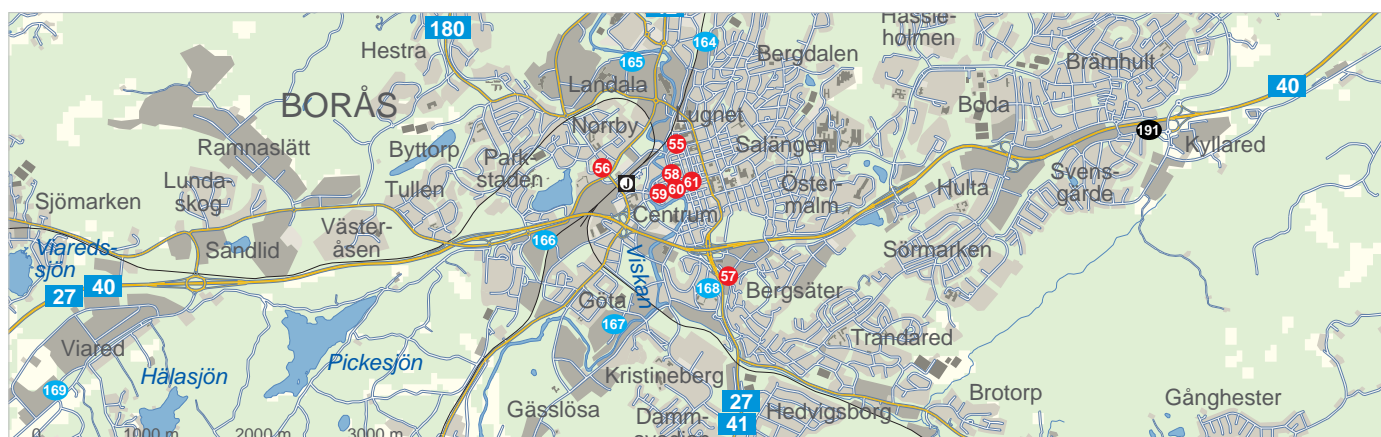 180
164
Hässle-
holmen
Hestra
Bergdalen
165
Brämhult
Landala
40
BORÅS
Lugnet
Boda
Norrby
191
55
Ramnaslätt
Byttorp
Park-
staden
Salängen
Kyllared
56
58
J
61
59
60
Lunda-
skog
Tullen
Öster-
malm
Hulta
Svens-
gärde
Sjömarken
Centrum
Väster-
åsen
166
Sandlid
Viareds-
sjön
Sörmarken
Viskan
57
40
27
168
Bergsäter
Göta
167
Trandared
Viared
Pickesjön
Hälasjön
Kristineberg
169
Brotorp
Gånghester
27
Gässlösa
Hedvigsborg
Damm-
41
0
1000 m
2000 m
3000 m